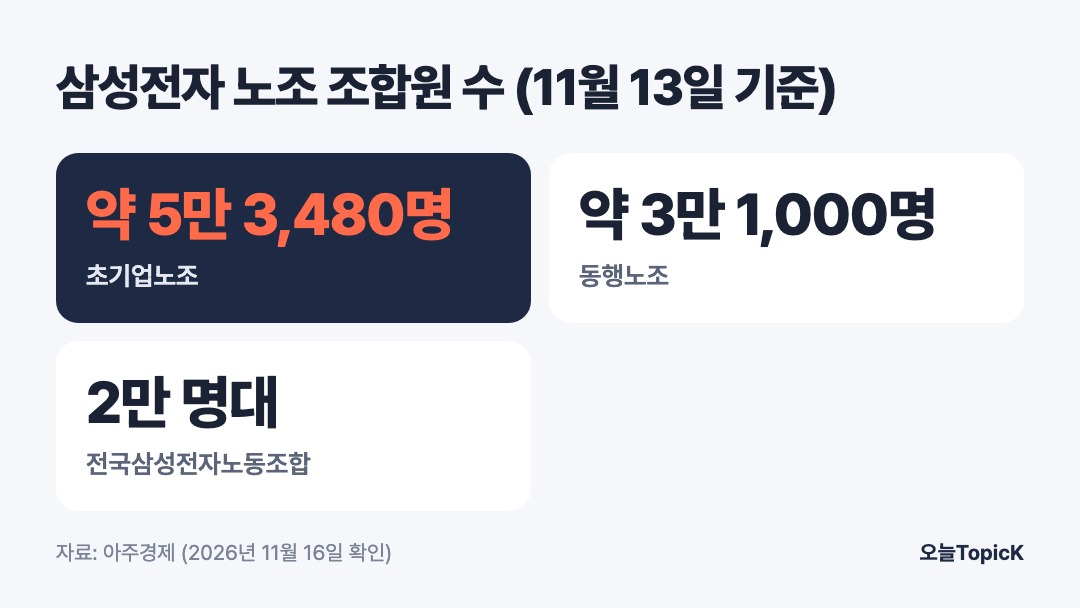 삼성전자 노조 조합원 수 (11월 13일 기준)
약 5만 3,480명
초기업노조
약 3만 1,000명
동행노조
2만 명대
전국삼성전자노동조합
자료: 아주경제 (2026년 11월 16일 확인)
오늘TopicK